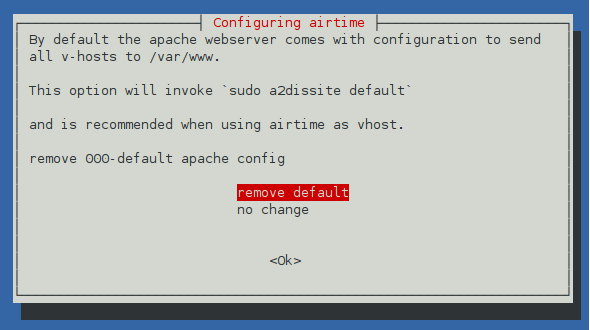 Configuring airtime
By default the apache webserver comes with configuration to send
all v-hosts to /var/www.
This option will invoke `sudo a2dissite default`
and is recommended when using airtime as vhost.
remove 000-default apache config
remove default
no change
<Ok>